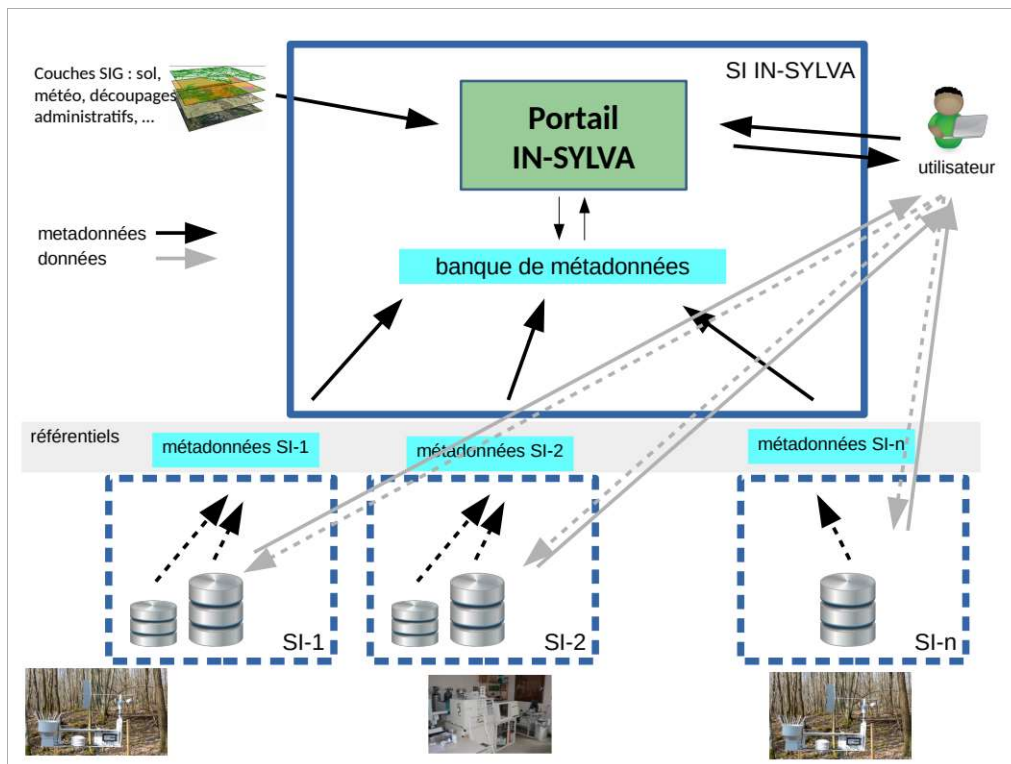 Couches SIG : sol,
météo, découpages
administratifs, ...
SI IN-SYLVA
Portail
IN-SYLVA
utilisateur
metadonnées
données
banque de métadonnées
référentiels
métadonnées SI-1
métadonnées SI-2
métadonnées SI-n
SI-1
SI-2
SI-n